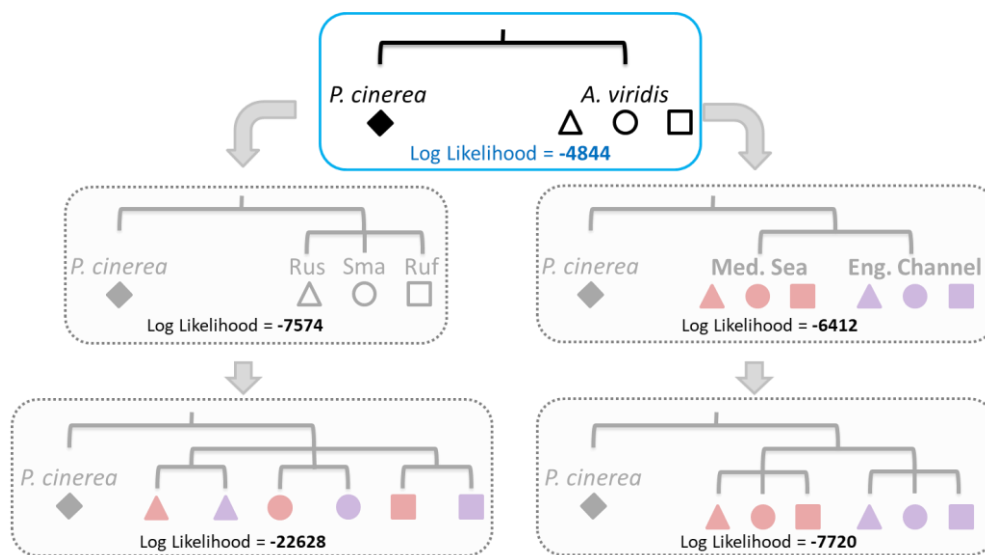 P. cinerea A. viridis
Log Likelihood = -4844
P. cinerea Rus Sma Ruf
Log Likelihood = -7574
P. cinerea Med. Sea Eng. Channel
Log Likelihood = -6412
P. cinerea
Log Likelihood = -22628
P. cinerea
Log Likelihood = -7720